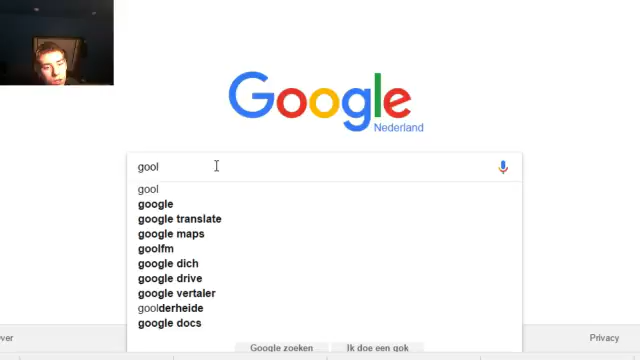 Google
Nederland
gool
gool
google
google translate
google maps
goolfm
google dich
google drive
google vertaler
goolderheide
google docs
Google zoeken
Ik doe een gok
Privacy